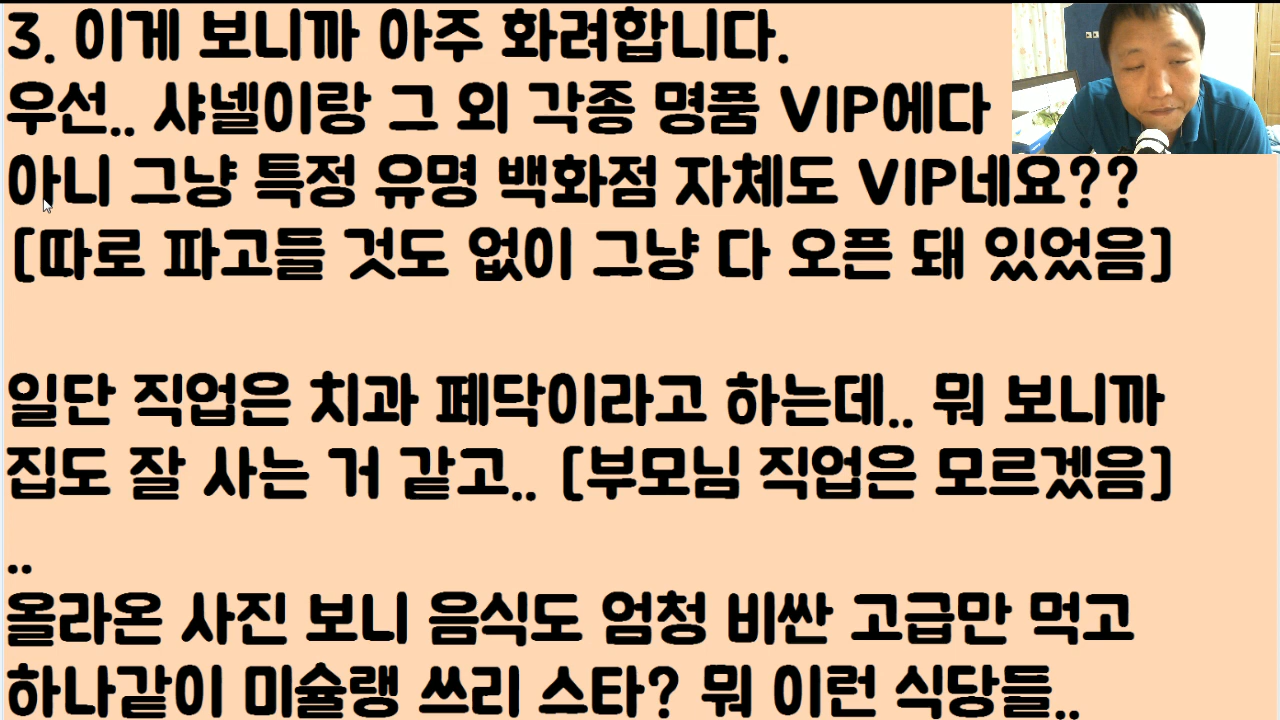 3. 이게 보니까 아주 화려합니다.
우선.. 샤넬이랑 그 외 각종 명품 VIP에다
아니 그냥 특정 유명 백화점 자체도 VIP네요??
[따로 파고들 것도 없이 그냥 다 오픈 돼 있었음]
일단 직업은 치과 페닥이라고 하는데.. 뭐 보니까
집도 잘 사는 거 같고.. [부모님 직업은 모르겠음]
..
올라온 사진 보니 음식도 엄청 비싼 고급만 먹고
하나같이 미슐랭 쓰리 스타? 뭐 이런 식당들..